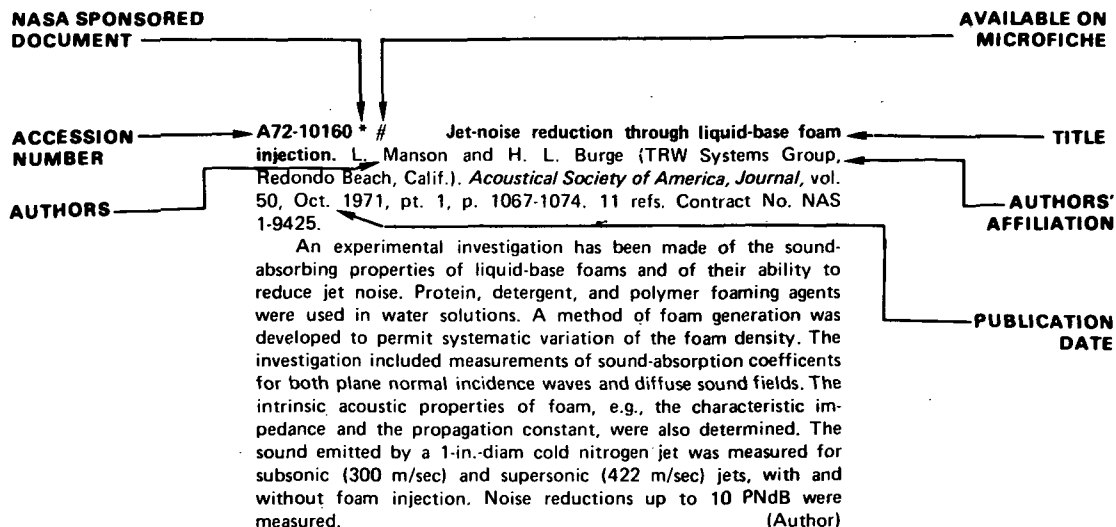 NASA SPONSORED
DOCUMENT
AVAILABLE ON
MICROFICHE
ACCESSION
NUMBER
AUTHORS
A72-10160 * # Jet-noise reduction through liquid-base foam
injection. L. Manson and H. L. Burge (TRW Systems Group,
Redondo Beach, Calif.). Acoustical Society of America, Journal, vol.
50, Oct. 1971, pt. 1, p. 1067-1074. 11 refs. Contract No. NAS
1-9425.
An experimental investigation has been made of the sound-
absorbing properties of liquid-base foams and of their ability to
reduce jet noise. Protein, detergent, and polymer foaming agents
were used in water solutions. A method of foam generation was
developed to permit systematic variation of the foam density. The
investigation included measurements of sound-absorption coefficents
for both plane normal incidence waves and diffuse sound fields. The
intrinsic acoustic properties of foam, e.g., the characteristic im-
pedance and the propagation constant, were also determined. The
sound emitted by a 1-in.-diam cold nitrogen jet was measured for
subsonic (300 m/sec) and supersonic (422 m/sec) jets, with and
without foam injection. Noise reductions up to 10 PNdB were
measured. (Author)
TITLE
AUTHORS'
AFFILIATION
PUBLICATION
DATE